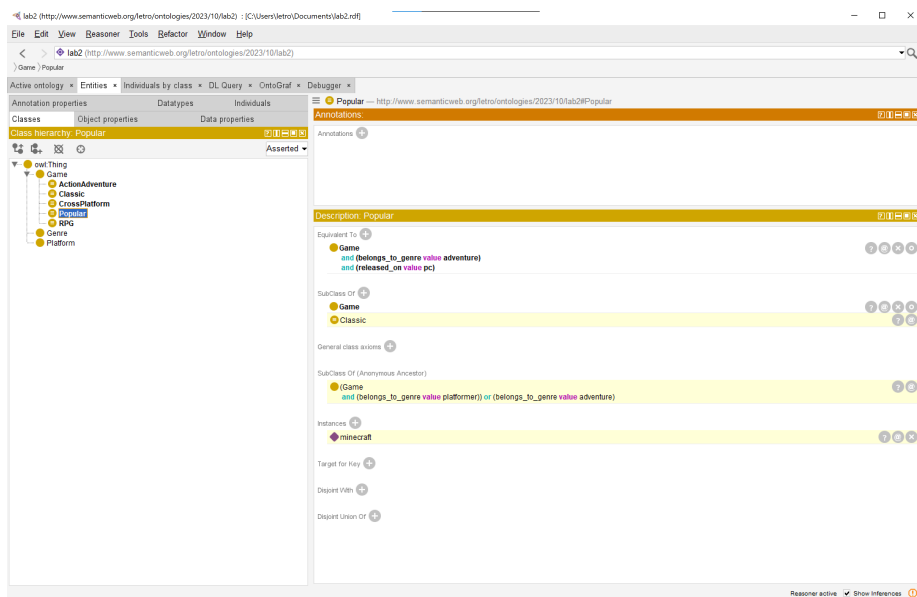 lab2 (http://www.semanticweb.org/letro/ontologies/2023/10/lab2) : [C:\Users\letro\Documents\lab2.rdf]
File Edit View Reasoner Tools Refactor Window Help
lab2 (http://www.semanticweb.org/letro/ontologies/2023/10/lab2)
Game Popular
Active ontology × Entities × Individuals by class × DL Query × OntoGraf × Debugger ×
Annotation properties Datatypes Individuals
Classes Object properties Data properties
Class hierarchy: Popular
Asserted
owl:Thing
Game
ActionAdventure
Classic
CrossPlatform
Popular
RPG
Genre
Platform
Popular — http://www.semanticweb.org/letro/ontologies/2023/10/lab2#Popular
Annotations:
Annotations
Description: Popular
Equivalent To
Game
and (belongs_to_genre value adventure)
and (released_on value pc)
SubClass Of
Game
Classic
General class axioms
SubClass Of (Anonymous Ancestor)
(Game
and (belongs_to_genre value platformer)) or (belongs_to_genre value adventure)
Instances
minecraft
Target for Key
Disjoint With
Disjoint Union Of
Reasoner active Show Inferences